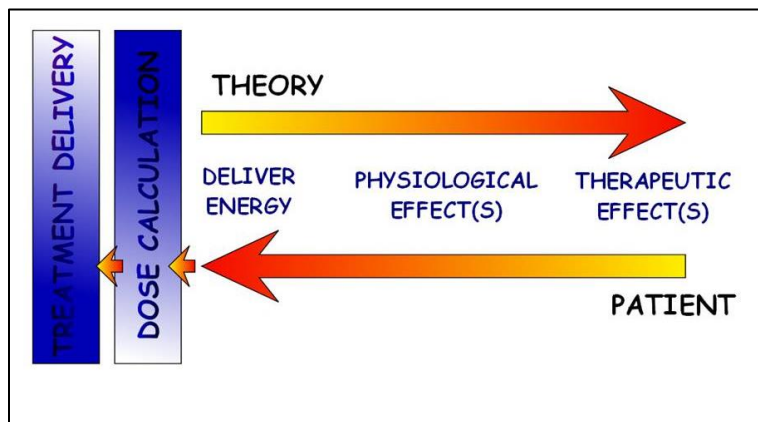 TREATMENT DELIVERY
DOSE CALCULATION
THEORY
DELIVER
ENERGY
PHYSIOLOGICAL
EFFECT(S)
THERAPEUTIC
EFFECT(S)
PATIENT